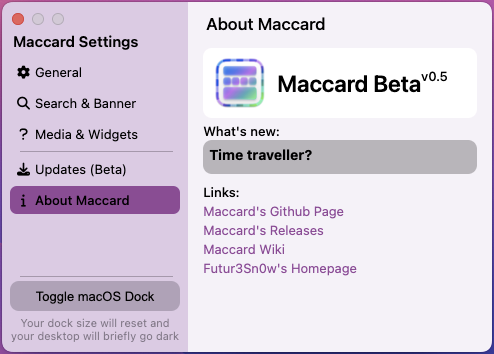 Maccard Settings
General
Search & Banner
Media & Widgets
Updates (Beta)
About Maccard
Toggle macOS Dock
Your dock size will reset and
your desktop will briefly go dark
About Maccard
Maccard Beta v0.5
What's new:
Time traveller?
Links:
Maccard's Github Page
Maccard's Releases
Maccard Wiki
Futur3Sn0w's Homepage